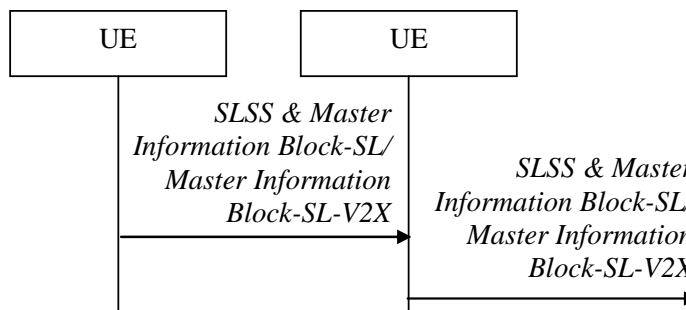 UE
UE
SLSS & Master
Information Block-SL/
Master Information
Block-SL-V2X
SLSS & Master
Information Block-SL/
Master Information
Block-SL-V2X